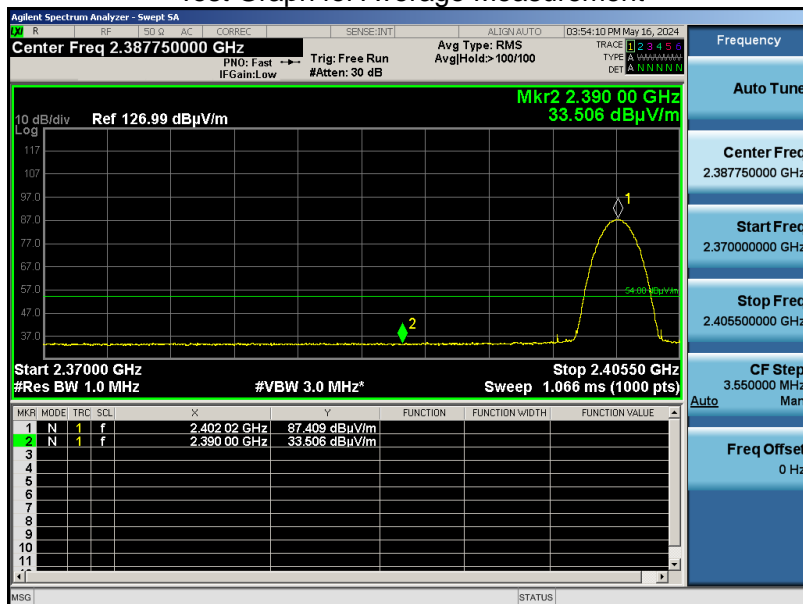 Test Graph for Average Measurement
Agilent Spectrum Analyzer - Swept SA
LXI R RF 50 Ω AC CORREC SENSE:INT ALIGN AUTO 03:54:10 PM May 16, 2024
Center Freq 2.387750000 GHz
PNO: Fast
IFGain:Low
Trig: Free Run
#Atten: 30 dB
Avg Type: RMS
Avg|Hold:>100/100
TRACE 1 2 3 4 5 6
TYPE A WWWWW
DET A N N N N N
Mkr2 2.390 00 GHz
33.506 dBµV/m
10 dB/div Ref 126.99 dBµV/m
Log
117
107
97.0
87.0
77.0
67.0
57.0
47.0
37.0
1
54.00 dBµV/m
2
Start 2.37000 GHz Stop 2.40550 GHz
#Res BW 1.0 MHz #VBW 3.0 MHz* Sweep 1.066 ms (1000 pts)
MKR MODE TRC SCL X Y FUNCTION FUNCTION WIDTH FUNCTION VALUE
1 N 1 f 2.402 02 GHz 87.409 dBµV/m
2 N 1 f 2.390 00 GHz 33.506 dBµV/m
3
4
5
6
7
8
9
10
11
MSG STATUS
Frequency
Auto Tune
Center Freq
2.387750000 GHz
Start Freq
2.370000000 GHz
Stop Freq
2.405500000 GHz
CF Step
3.550000 MHz
Auto Man
Freq Offset
0 Hz